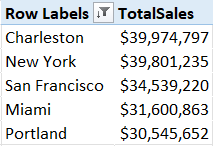 Row Labels TotalSales
Charleston $39,974,797
New York $39,801,235
San Francisco $34,539,220
Miami $31,600,863
Portland $30,545,652